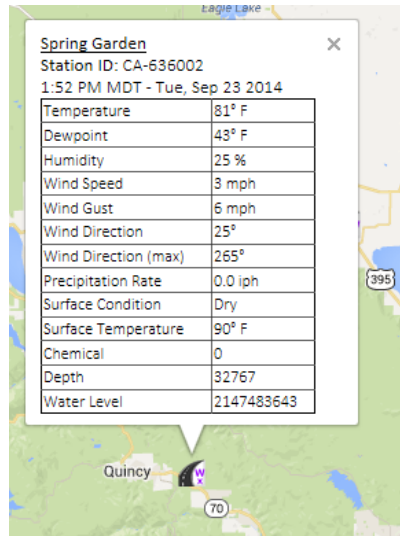 Eagle Lake
Spring Garden
Station ID: CA-636002
1:52 PM MDT - Tue, Sep 23 2014
Temperature 81° F
Dewpoint 43° F
Humidity 25 %
Wind Speed 3 mph
Wind Gust 6 mph
Wind Direction 25°
Wind Direction (max) 265°
Precipitation Rate 0.0 iph
Surface Condition Dry
Surface Temperature 90° F
Chemical 0
Depth 32767
Water Level 2147483643
395
Quincy
W
X
70